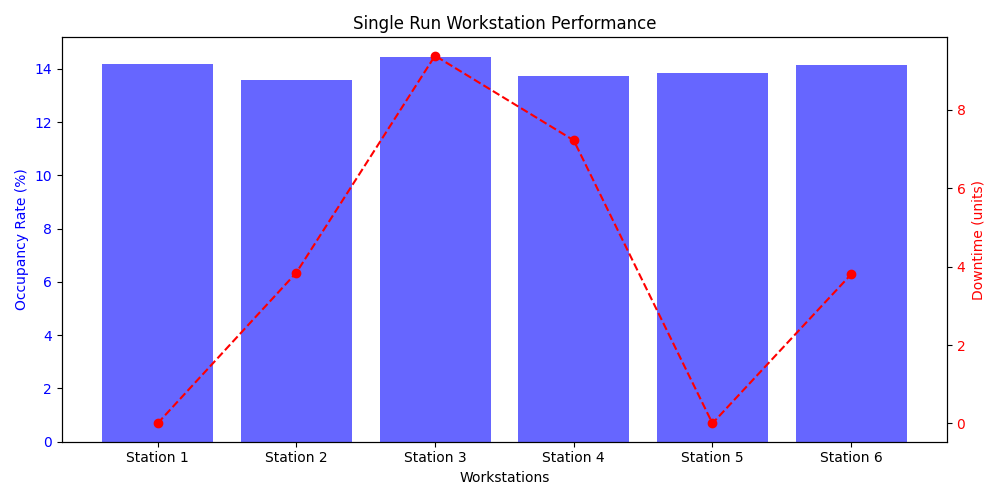 Single Run Workstation Performance
Occupancy Rate (%)
14
12
10
8
6
4
2
0
8
6
4
2
0
Downtime (units)
Station 1 Station 2 Station 3 Station 4 Station 5 Station 6
Workstations